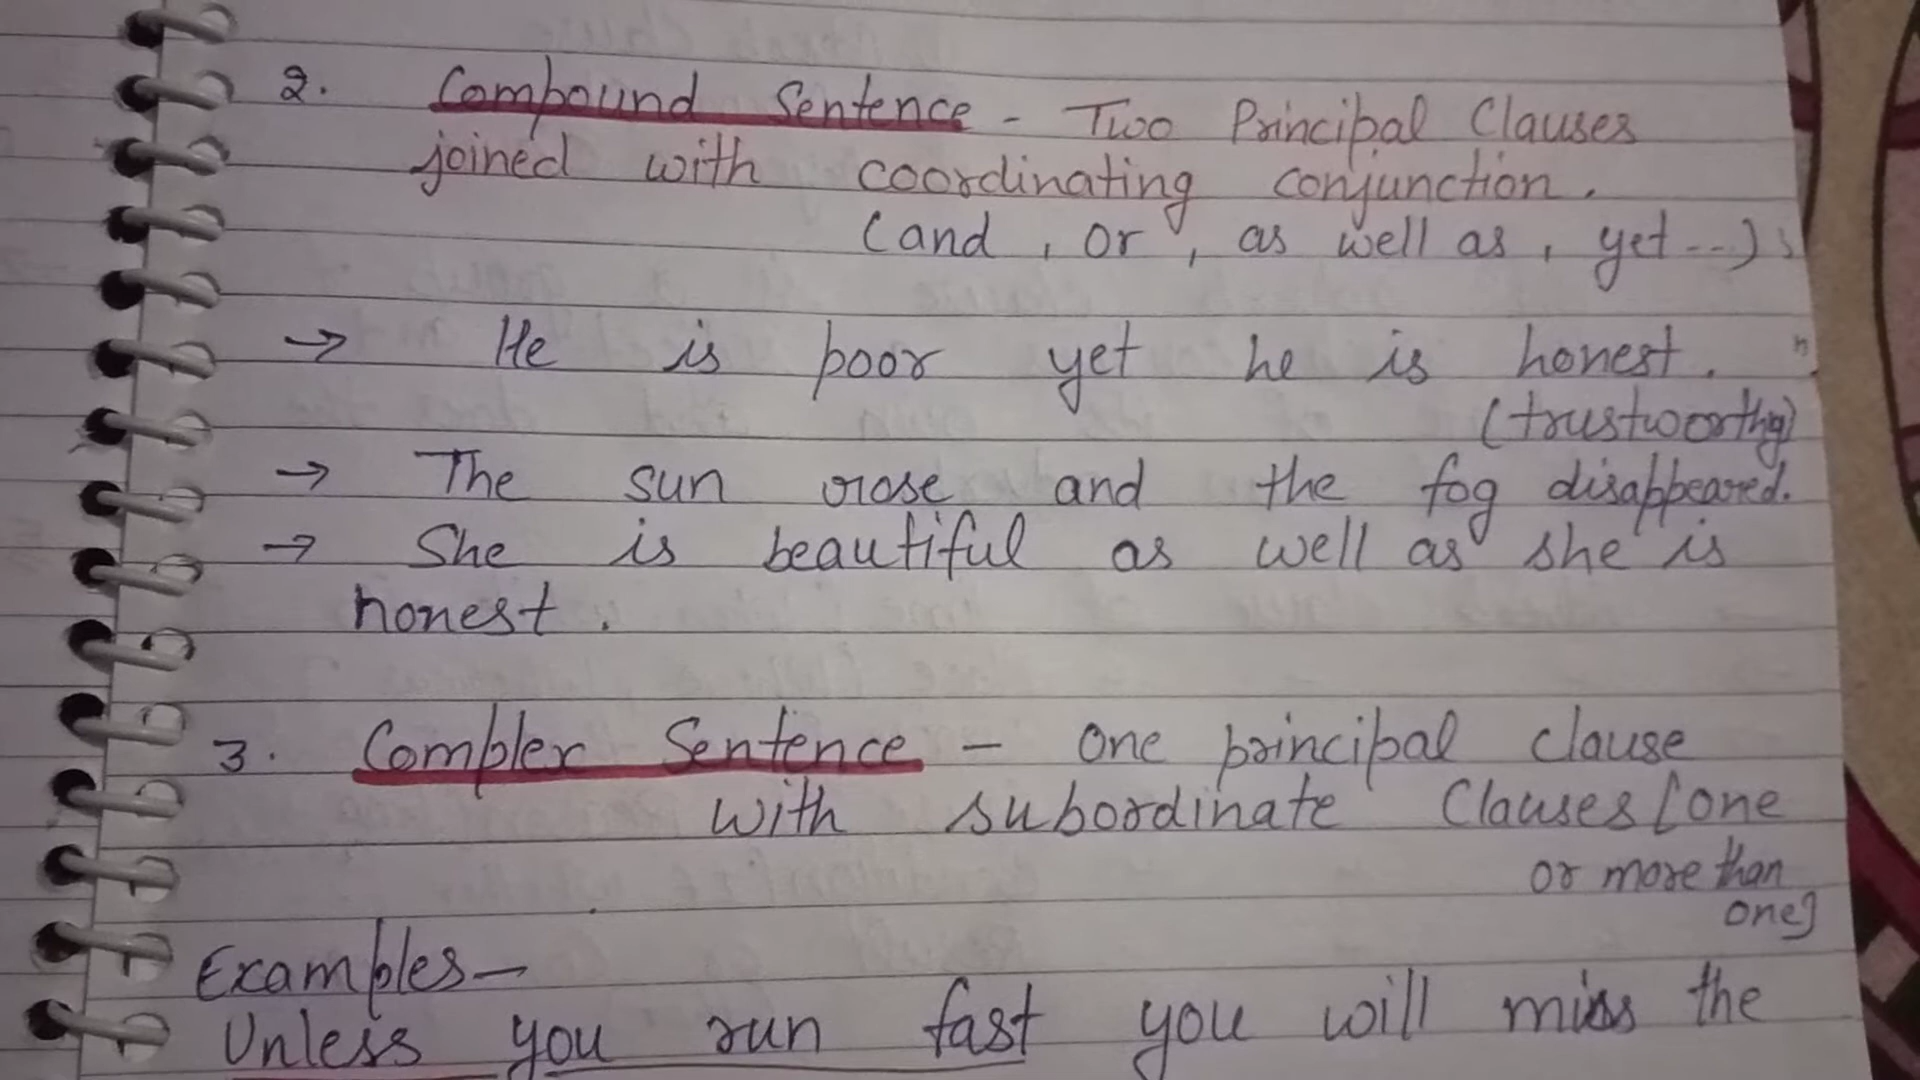 2. Compound Sentence - Two Principal Clauses
joined with coordinating conjunction.
(and, or, as well as, yet --)
→ He is poor yet he is honest.
(trustworthy)
→ The sun rose and the fog disappeared.
→ She is beautiful as well as she is
honest.
3. Complex Sentence - One principal clause
with subordinate Clauses [one
or more than
one]
Examples-
Unless you run fast you will miss the